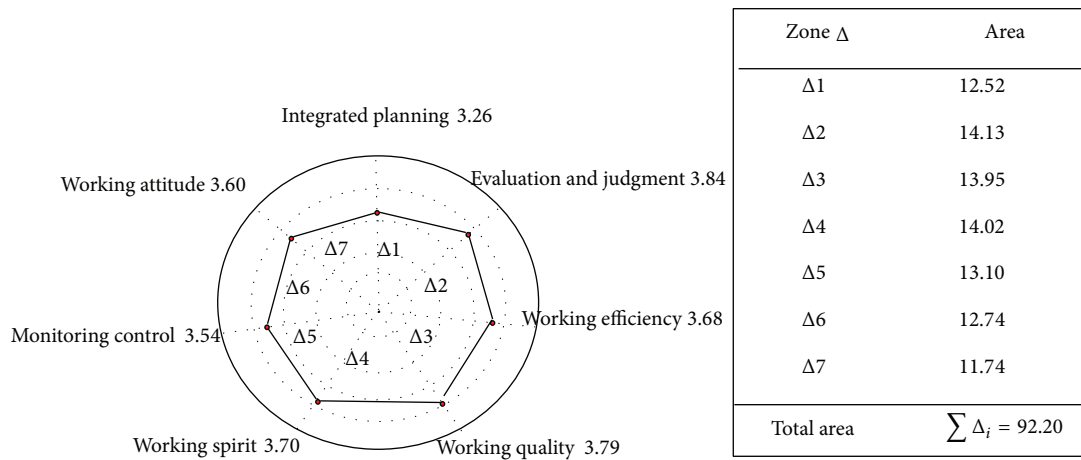 Integrated planning 3.26
Working attitude 3.60
Evaluation and judgment 3.84
Δ7
Δ1
Δ6
Δ2
Monitoring control 3.54
Δ5
Δ3
Working efficiency 3.68
Δ4
Working spirit 3.70
Working quality 3.79
Zone Δ Area
Δ1 12.52
Δ2 14.13
Δ3 13.95
Δ4 14.02
Δ5 13.10
Δ6 12.74
Δ7 11.74
Total area ∑ Δi = 92.20